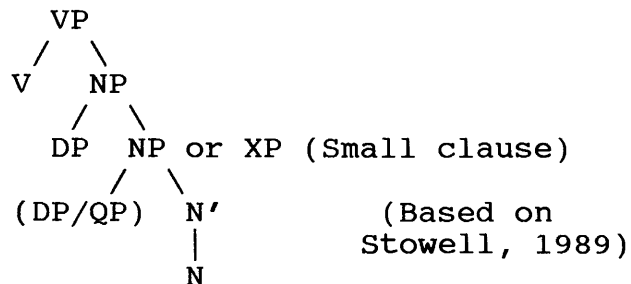 VP
V NP
DP NP or XP (Small clause)
(DP/QP) N' (Based on
Stowell, 1989)
N